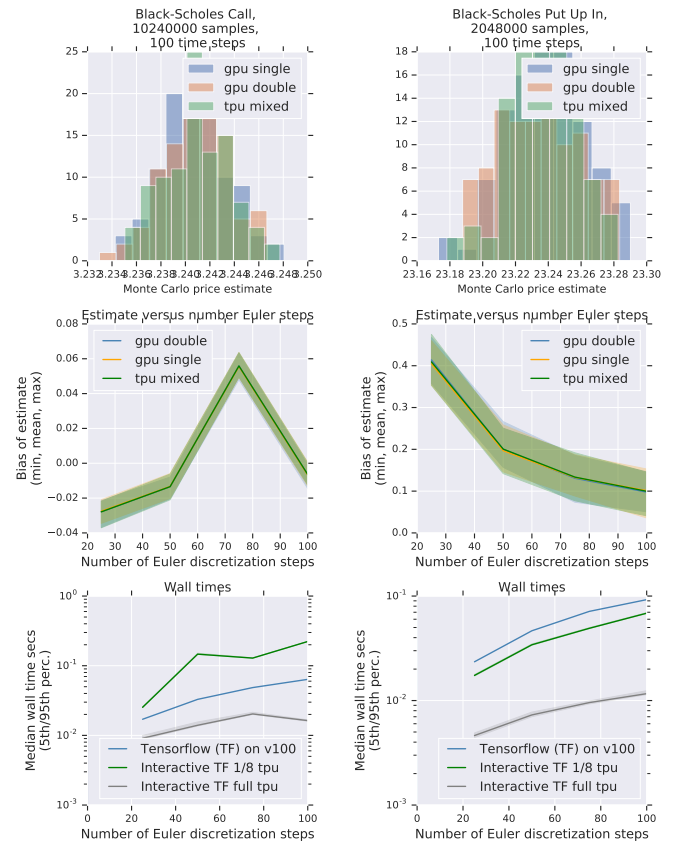 Black-Scholes Call,
10240000 samples,
100 time steps
25
20
15
10
5
0
gpu single
gpu double
tpu mixed
3.232 3.234 3.236 3.238 3.240 3.242 3.244 3.246 3.248 3.250
Monte Carlo price estimate
Black-Scholes Put Up In,
2048000 samples,
100 time steps
18
16
14
12
10
8
6
4
2
0
gpu single
gpu double
tpu mixed
23.16 23.18 23.20 23.22 23.24 23.26 23.28 23.30
Monte Carlo price estimate
Estimate versus number Euler steps
Bias of estimate
(min, mean, max)
0.08
0.06
0.04
0.02
0.00
−0.02
−0.04
gpu double
gpu single
tpu mixed
20 30 40 50 60 70 80 90 100
Number of Euler discretization steps
Estimate versus number Euler steps
Bias of estimate
(min, mean, max)
0.5
0.4
0.3
0.2
0.1
0.0
gpu double
gpu single
tpu mixed
20 30 40 50 60 70 80 90 100
Number of Euler discretization steps
Wall times
Median wall time secs
(5th/95th perc.)
10^0
10^-1
10^-2
10^-3
Tensorflow (TF) on v100
Interactive TF 1/8 tpu
Interactive TF full tpu
0 20 40 60 80 100
Number of Euler discretization steps
Wall times
Median wall time secs
(5th/95th perc.)
10^-1
10^-2
10^-3
Tensorflow (TF) on v100
Interactive TF 1/8 tpu
Interactive TF full tpu
0 20 40 60 80 100
Number of Euler discretization steps